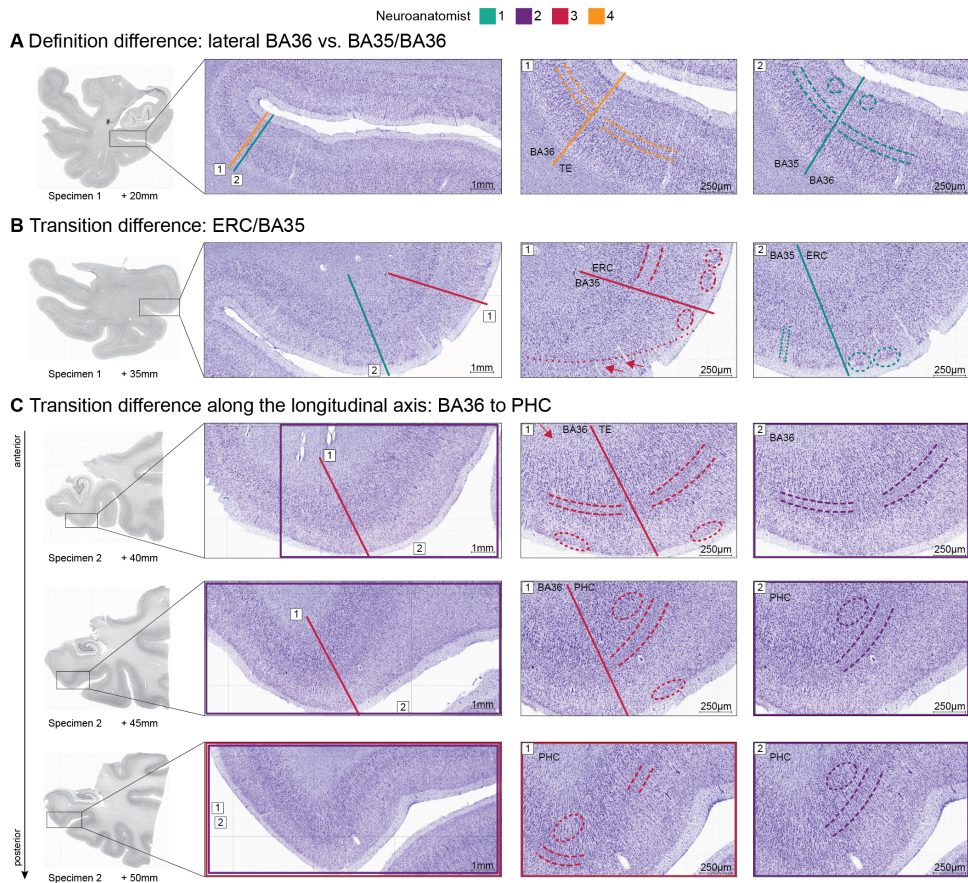 Neuroanatomist 1 2 3 4
A Definition difference: lateral BA36 vs. BA35/BA36
1
2
1mm
Specimen 1 + 20mm
1
BA36
TE
250µm
2
BA35
BA36
250µm
B Transition difference: ERC/BA35
1
2
1mm
Specimen 1 + 35mm
1
ERC
BA35
250µm
2
BA35 ERC
250µm
C Transition difference along the longitudinal axis: BA36 to PHC
anterior
1
2
1mm
Specimen 2 + 40mm
1
BA36 TE
250µm
2
BA36
250µm
1
2
1mm
Specimen 2 + 45mm
1
BA36 PHC
250µm
2
PHC
250µm
1
2
1mm
Specimen 2 + 50mm
1
PHC
250µm
2
PHC
250µm
posterior